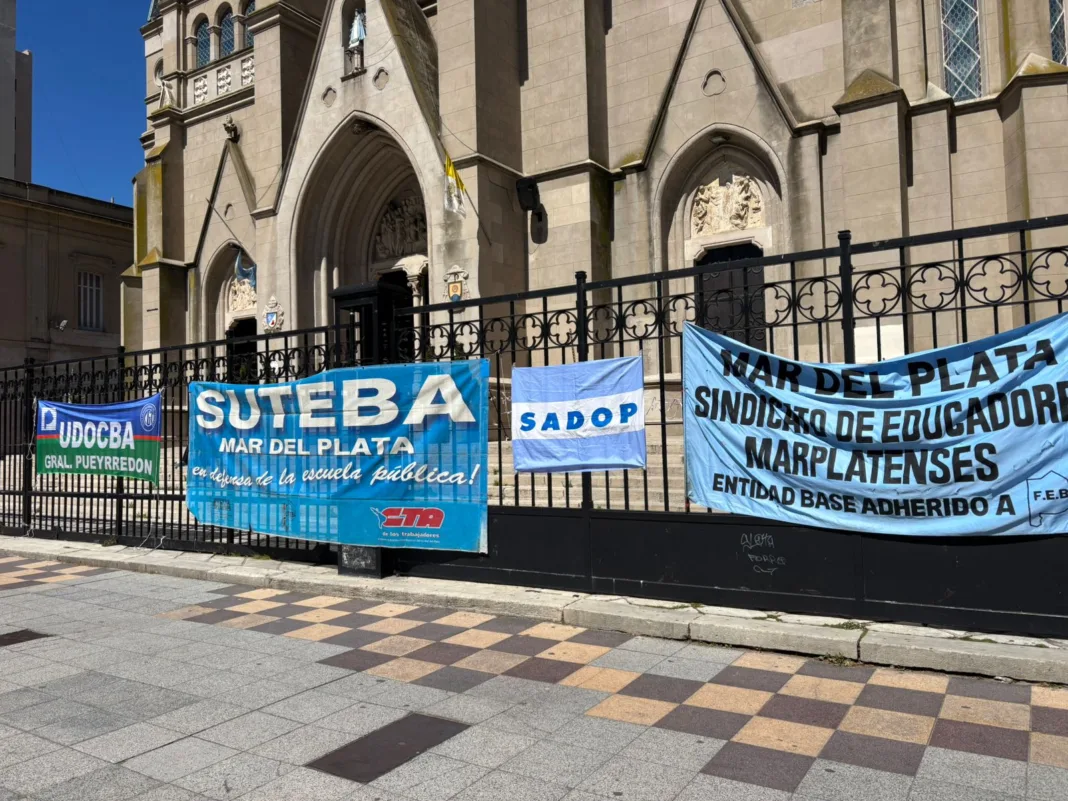 UDOCBA
GRAL. PUEYRREDON
SUTEBA
MAR DEL PLATA
en defensa de la escuela pública!
CTA
de los Trabajadores
SADOP
MAR DEL PLATA
SINDICATO DE EDUCADORE
MARPLATENSES
ENTIDAD BASE ADHERIDO A
F.E.B